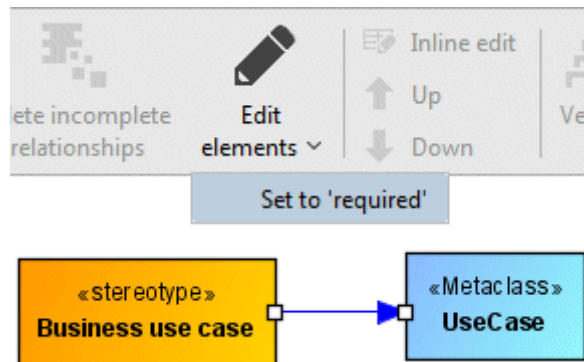 ete incomplete
relationships
Edit
elements
Inline edit
Up
Down
Ve
Set to 'required'
«stereotype»
Business use case
«Metaclass»
UseCase